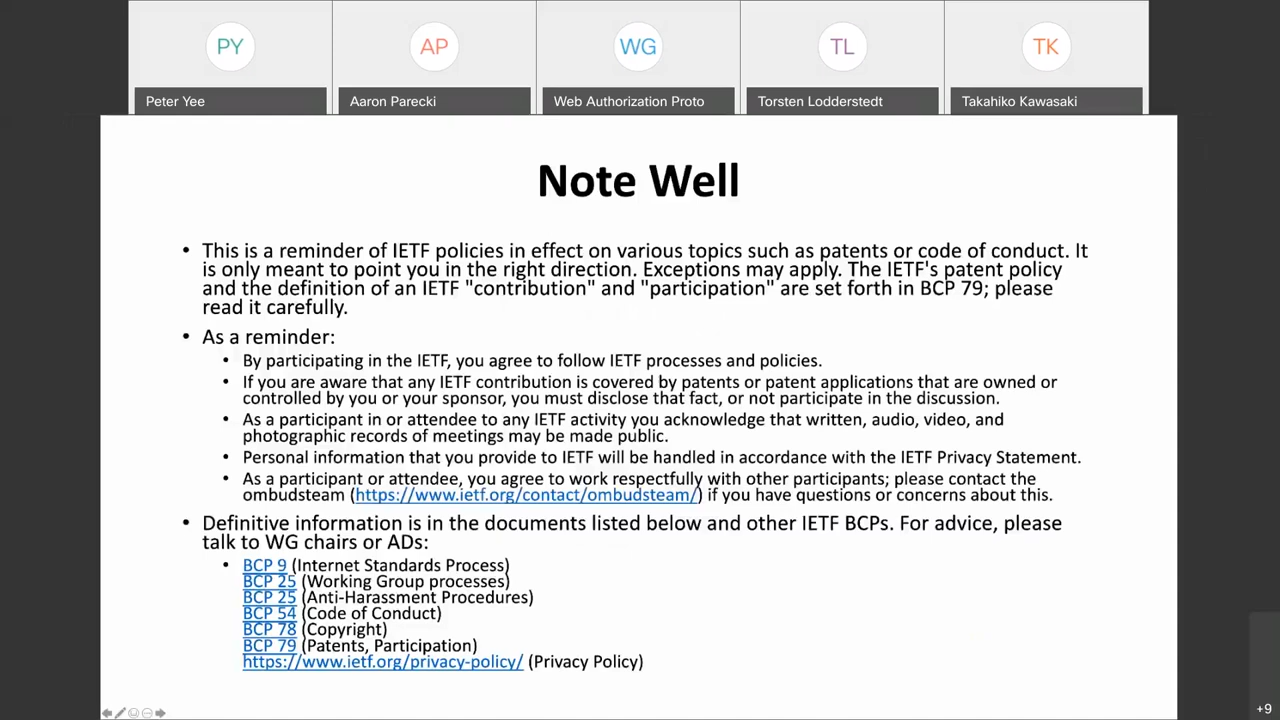 PY
AP
WG
TL
TK
Peter Yee
Aaron Parecki
Web Authorization Proto
Torsten Lodderstedt
Takahiko Kawasaki
Note Well
• This is a reminder of IETF policies in effect on various topics such as patents or code of conduct. It
is only meant to point you in the right direction. Exceptions may apply. The IETF's patent policy
and the definition of an IETF "contribution" and "participation" are set forth in BCP 79; please
read it carefully.
• As a reminder:
• By participating in the IETF, you agree to follow IETF processes and policies.
• If you are aware that any IETF contribution is covered by patents or patent applications that are owned or
controlled by you or your sponsor, you must disclose that fact, or not participate in the discussion.
• As a participant in or attendee to any IETF activity you acknowledge that written, audio, video, and
photographic records of meetings may be made public.
• Personal information that you provide to IETF will be handled in accordance with the IETF Privacy Statement.
• As a participant or attendee, you agree to work respectfully with other participants; please contact the
ombudsteam (https://www.ietf.org/contact/ombudsteam/) if you have questions or concerns about this.
• Definitive information is in the documents listed below and other IETF BCPs. For advice, please
talk to WG chairs or ADs:
• BCP 9 (Internet Standards Process)
BCP 25 (Working Group processes)
BCP 25 (Anti-Harassment Procedures)
BCP 54 (Code of Conduct)
BCP 78 (Copyright)
BCP 79 (Patents, Participation)
https://www.ietf.org/privacy-policy/ (Privacy Policy)
+9